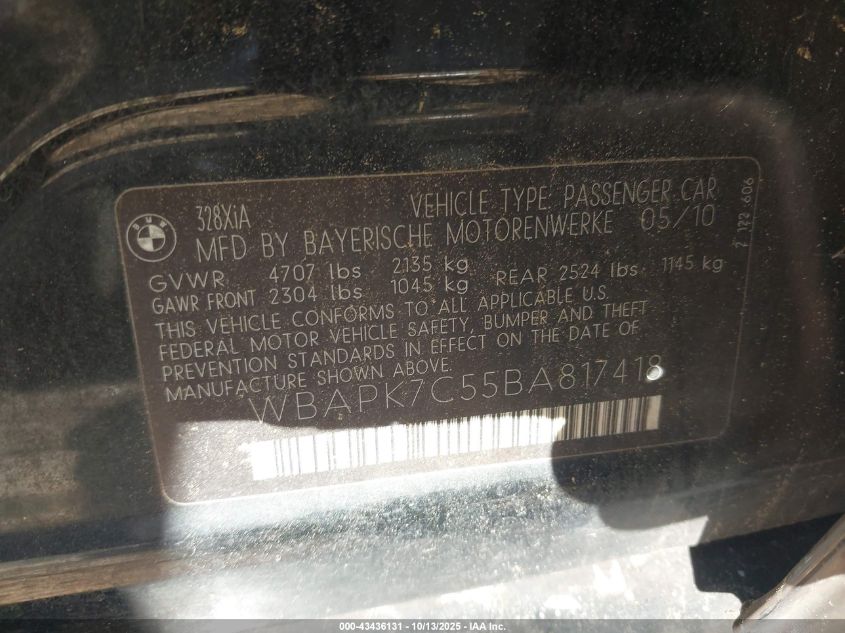 BMW
328XiA VEHICLE TYPE: PASSENGER CAR
MFD BY BAYERISCHE MOTORENWERKE 05/10
GVWR 4707 lbs 2135 kg
GAWR FRONT 2304 lbs 1045 kg REAR 2524 lbs 1145 kg
THIS VEHICLE CONFORMS TO ALL APPLICABLE U.S.
FEDERAL MOTOR VEHICLE SAFETY, BUMPER AND THEFT
PREVENTION STANDARDS IN EFFECT ON THE DATE OF
MANUFACTURE SHOWN ABOVE.
WBAPK7C55BA817418
7 122 606
000-43436131 - 10/13/2025 - IAA Inc.